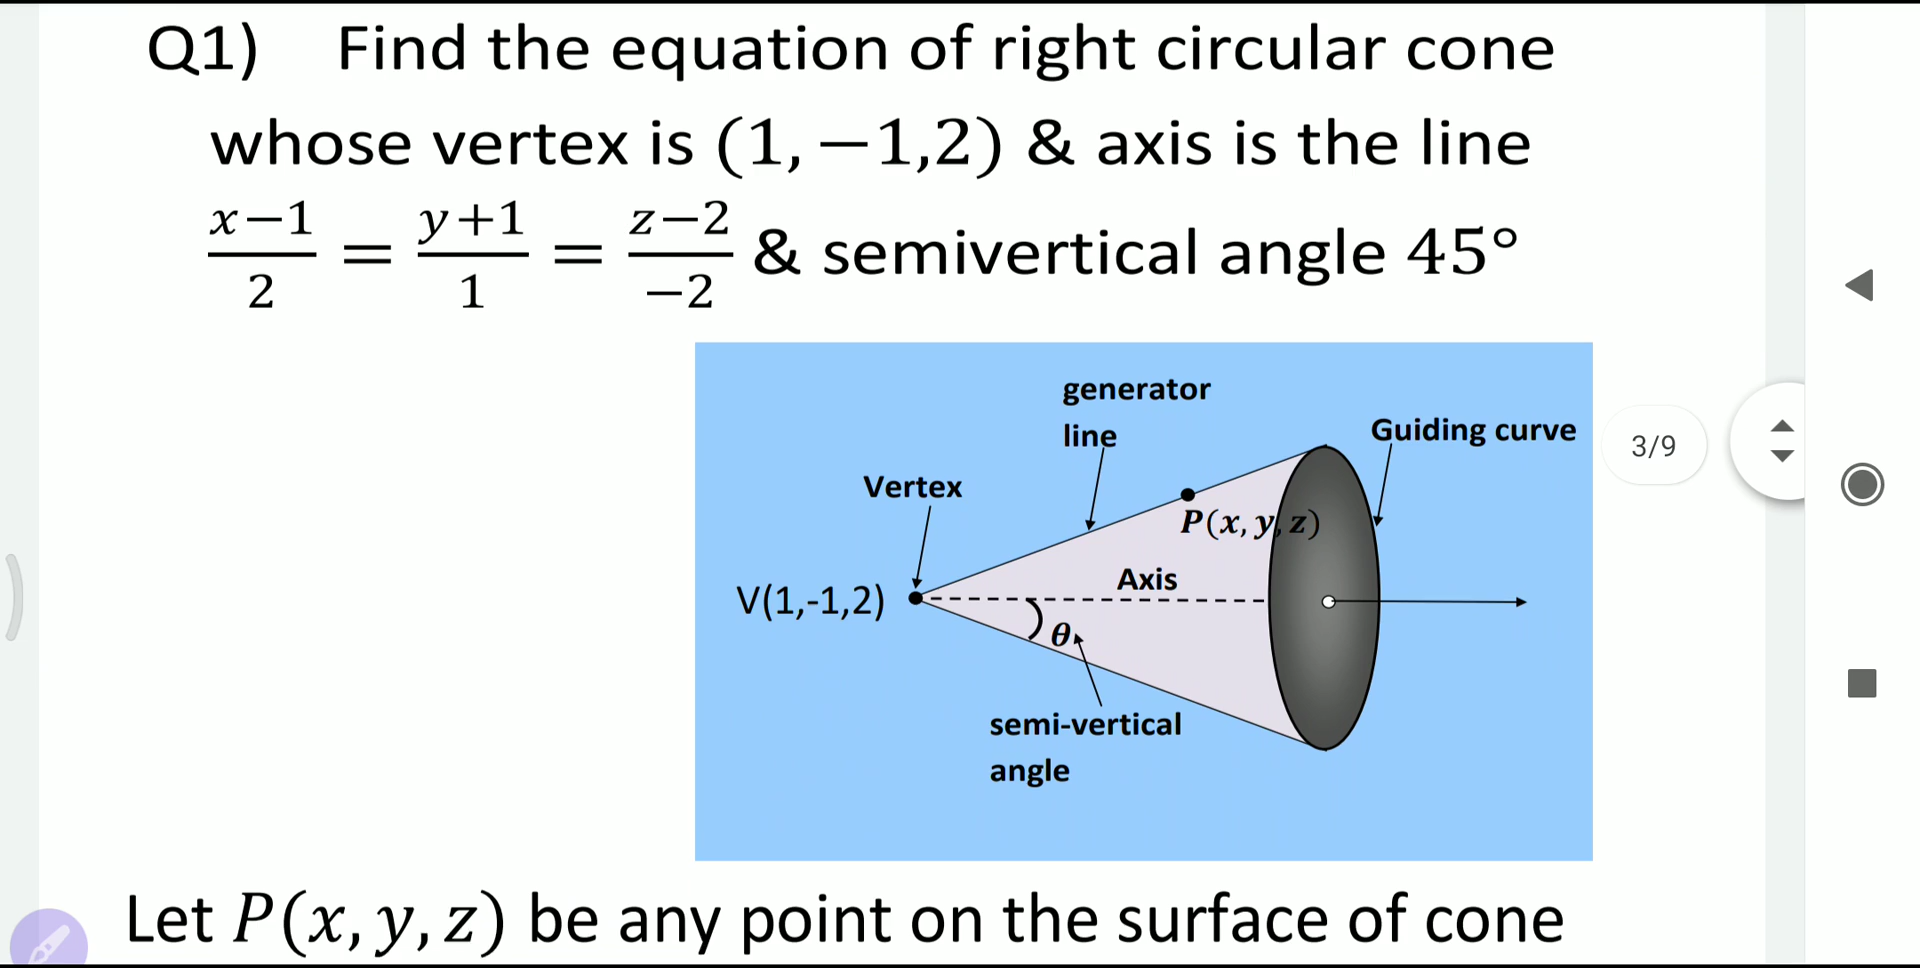 Q1) Find the equation of right circular cone
whose vertex is (1, −1,2) & axis is the line
x−1/2 = y+1/1 = z−2/−2 & semivertical angle 45°
generator
line
Guiding curve
3/9
Vertex
P(x, y, z)
Axis
V(1,-1,2)
θ
semi-vertical
angle
Let P(x, y, z) be any point on the surface of cone